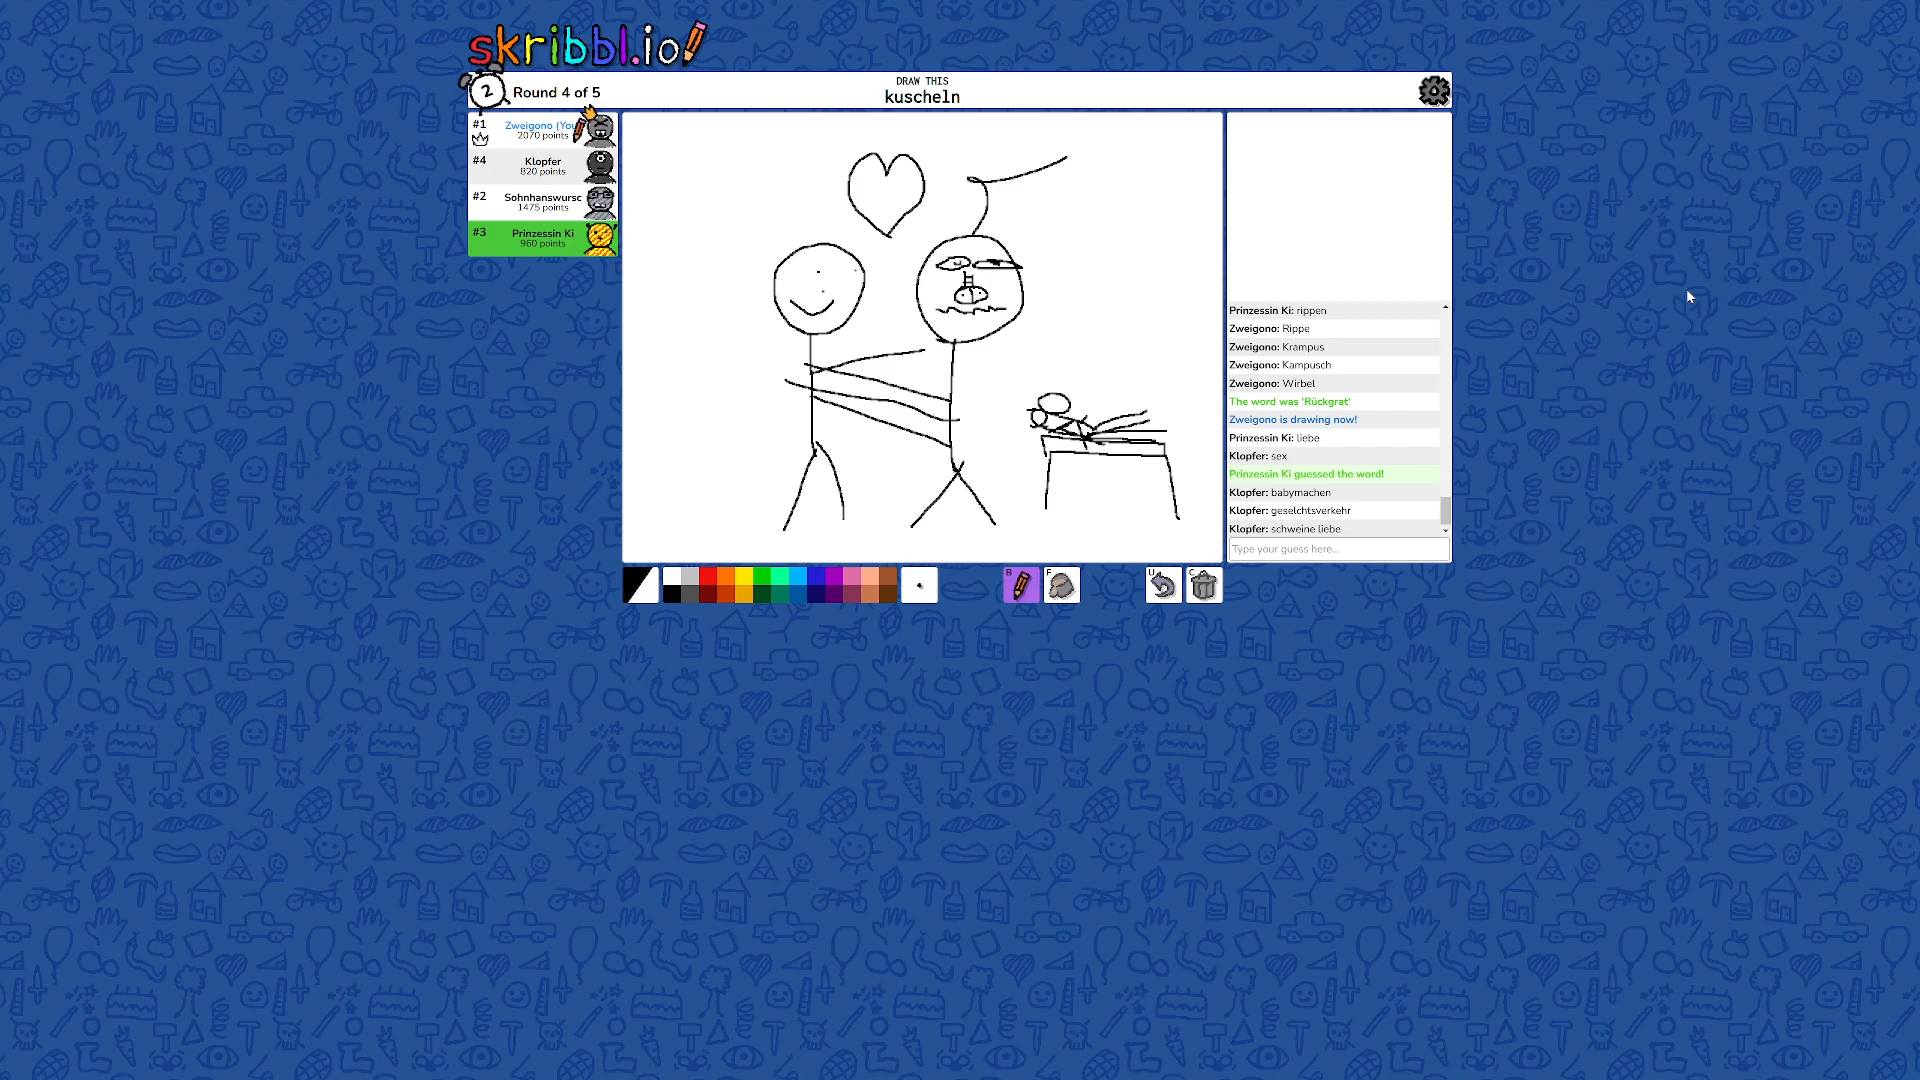 skribbl.io
2
Round 4 of 5
DRAW THIS
kuscheln
#1
Zweigono (You
2070 points
#4
Klopfer
820 points
#2
Sohnhanswursc
1475 points
#3
Prinzessin Ki
960 points
Prinzessin Ki: rippen
Zweigono: Rippe
Zweigono: Krampus
Zweigono: Kampusch
Zweigono: Wirbel
The word was 'Rückgrat'
Zweigono is drawing now!
Prinzessin Ki: liebe
Klopfer: sex
Prinzessin Ki guessed the word!
Klopfer: babymachen
Klopfer: geselchtsverkehr
Klopfer: schweine liebe
Type your guess here...
B
F
U
C